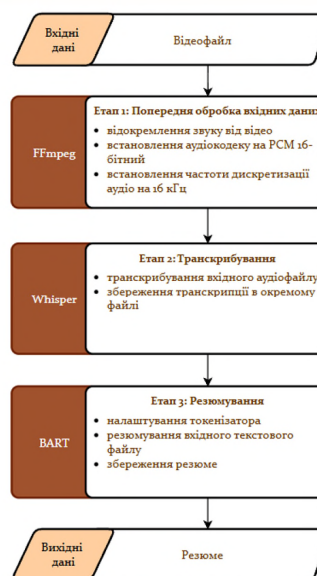 Вхідні
дані
Відеофайл
FFmpeg
Етап 1: Попередня обробка вхідних даних
• відокремлення звуку від відео
• встановлення аудіокодеку на PCM 16-
бітний
• встановлення частоти дискретизації
аудіо на 16 кГц
Whisper
Етап 2: Транскрибування
• транскрибування вхідного аудіофайлу
• збереження транскрипції в окремому
файлі
BART
Етап 3: Резюмування
• налаштування токенізатора
• резюмування вхідного текстового
файлу
• збереження резюме
Вихідні
дані
Резюме